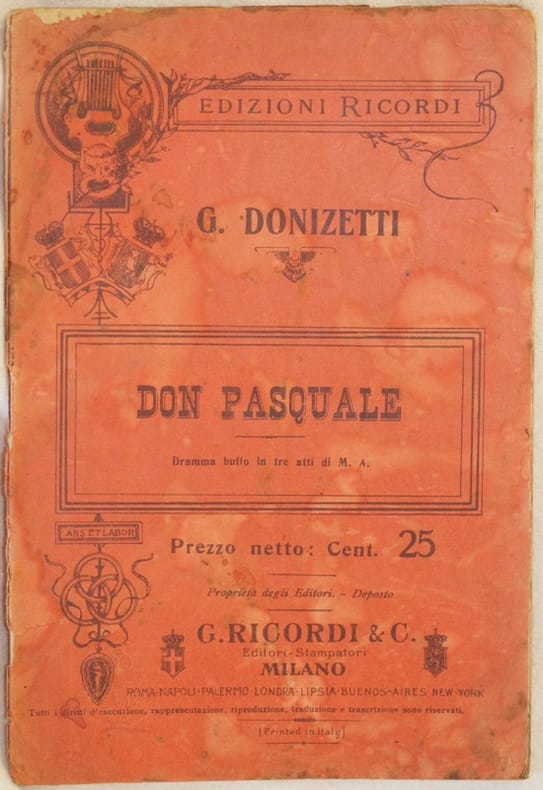 EDIZIONI RICORDI
G. DONIZETTI
DON PASQUALE
Dramma buffo in tre atti di M. A.
ARS ET LABOR
Prezzo netto: Cent. 25
Proprietà degli Editori. - Deposto
G. RICORDI & C.
Editori-Stampatori
MILANO
ROMA·NAPOLI·PALERMO·LONDRA·LIPSIA·BUENOS-AIRES·NEW-YORK
Tutti i diritti d'esecuzione, rappresentazione, riproduzione, traduzione e trascrizione sono riservati.
(Printed in Italy)